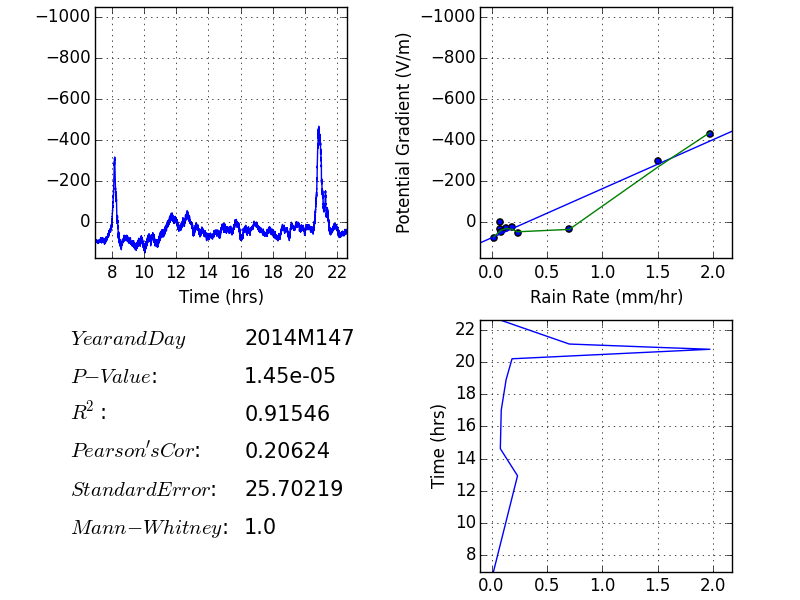 −1000
−800
−600
−400
−200
0
8 10 12 14 16 18 20 22
Time (hrs)
Potential Gradient (V/m)
−1000
−800
−600
−400
−200
0
0.0 0.5 1.0 1.5 2.0
Rain Rate (mm/hr)
YearandDay 2014M147
P−Value: 1.45e-05
R²: 0.91546
Pearson'sCor: 0.20624
StandardError: 25.70219
Mann−Whitney: 1.0
Time (hrs)
22
20
18
16
14
12
10
8
0.0 0.5 1.0 1.5 2.0